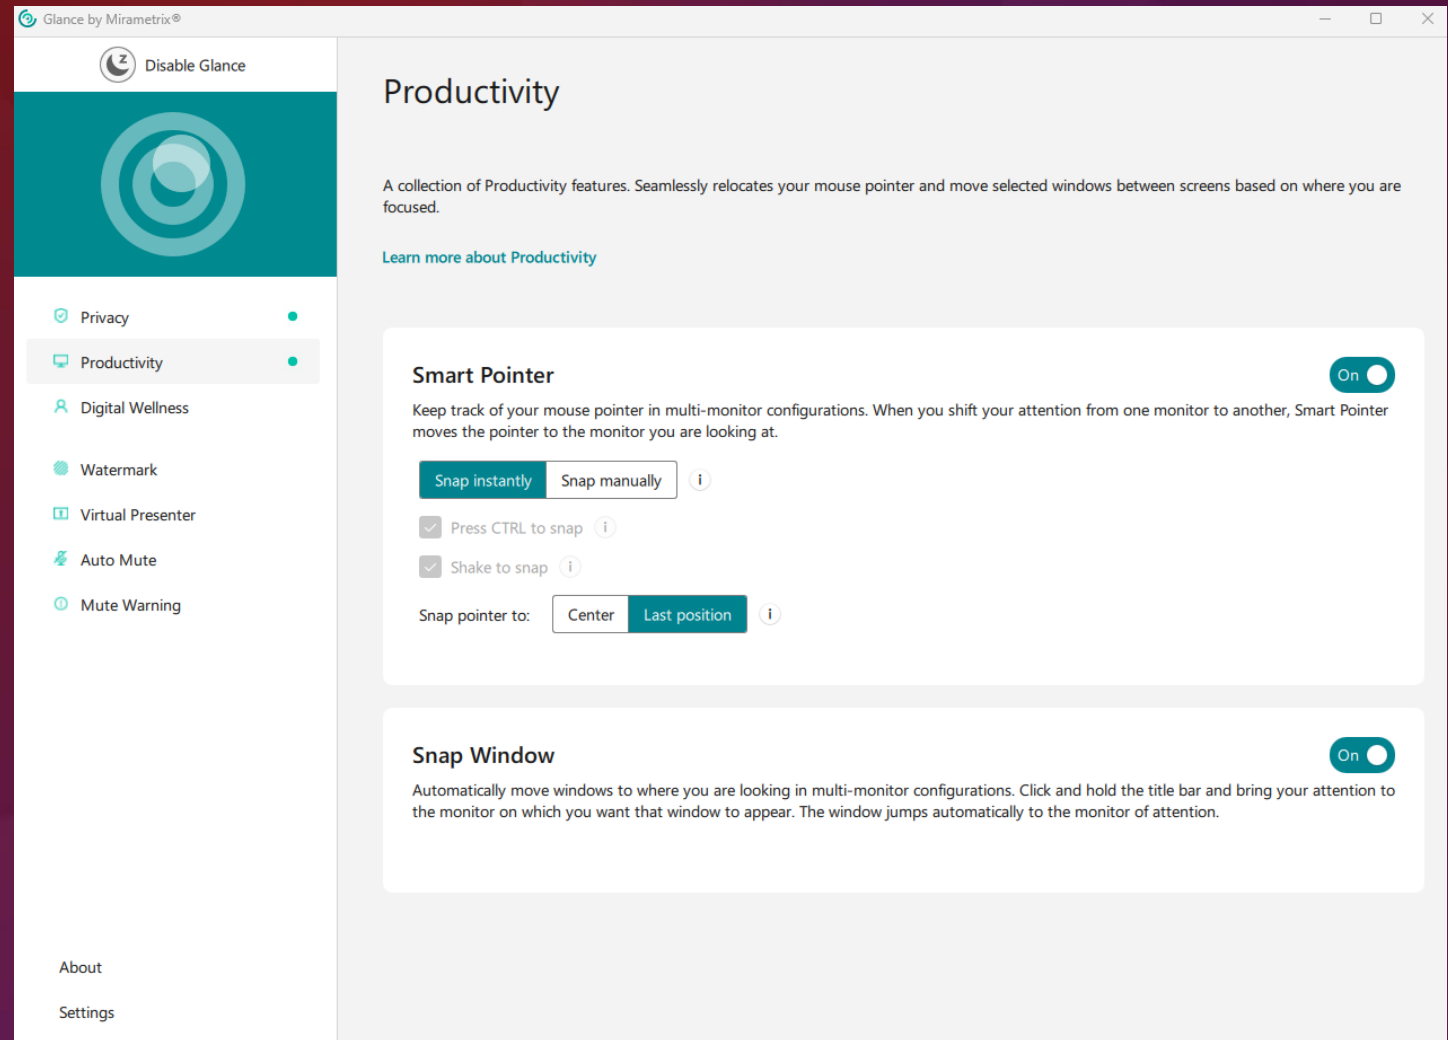 Glance by Mirametrix®
Disable Glance
Privacy
Productivity
Digital Wellness
Watermark
Virtual Presenter
Auto Mute
Mute Warning
About
Settings
Productivity
A collection of Productivity features. Seamlessly relocates your mouse pointer and move selected windows between screens based on where you are
focused.
Learn more about Productivity
Smart Pointer
On
Keep track of your mouse pointer in multi-monitor configurations. When you shift your attention from one monitor to another, Smart Pointer
moves the pointer to the monitor you are looking at.
Snap instantly Snap manually i
Press CTRL to snap i
Shake to snap i
Snap pointer to: Center Last position i
Snap Window
On
Automatically move windows to where you are looking in multi-monitor configurations. Click and hold the title bar and bring your attention to
the monitor on which you want that window to appear. The window jumps automatically to the monitor of attention.